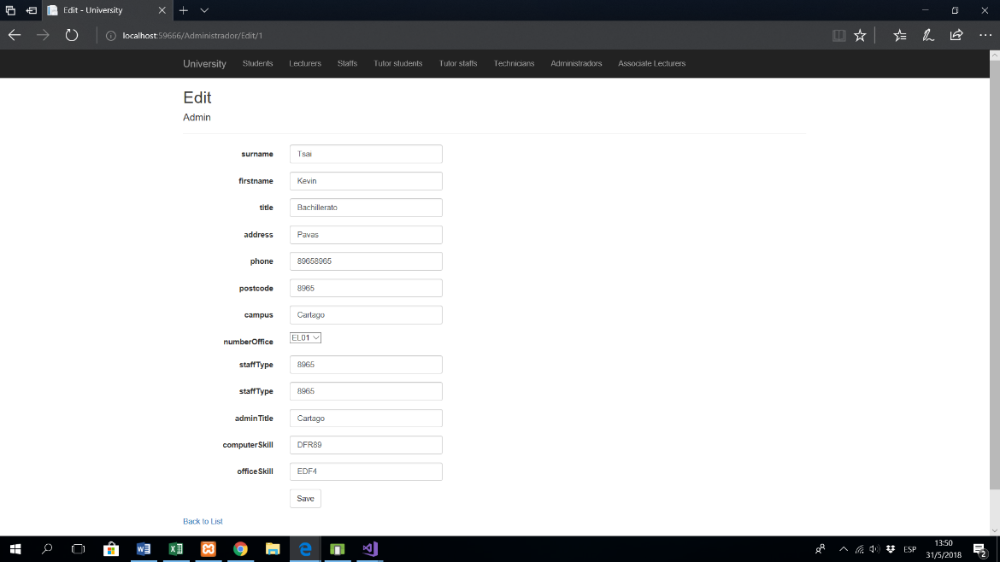 Edit - University
localhost:59666/Administrador/Edit/1
University Students Lecturers Staffs Tutor students Tutor staffs Technicians Administradors Associate Lecturers
Edit
Admin
surname Tsai
firstname Kevin
title Bachillerato
address Pavas
phone 89658965
postcode 8965
campus Cartago
numberOffice EL01
staffType 8965
staffType 8965
adminTitle Cartago
computerSkill DFR89
officeSkill EDF4
Save
Back to List
ESP
13:50
31/5/2018
2